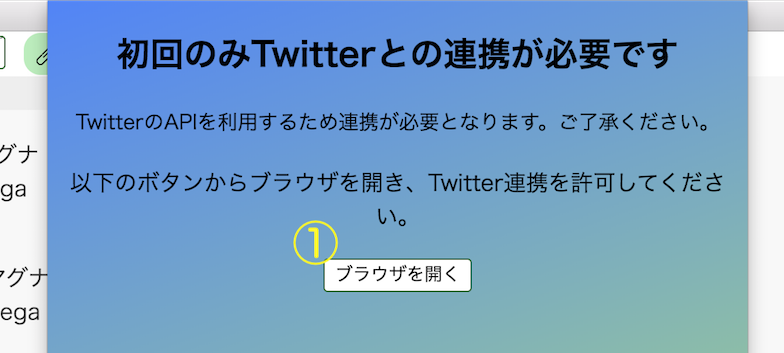 初回のみTwitterとの連携が必要です
TwitterのAPIを利用するため連携が必要となります。ご了承ください。
グナ
ga
以下のボタンからブラウザを開き、Twitter連携を許可してくださ
い。
①
ブラウザを開く
マグナ
ega